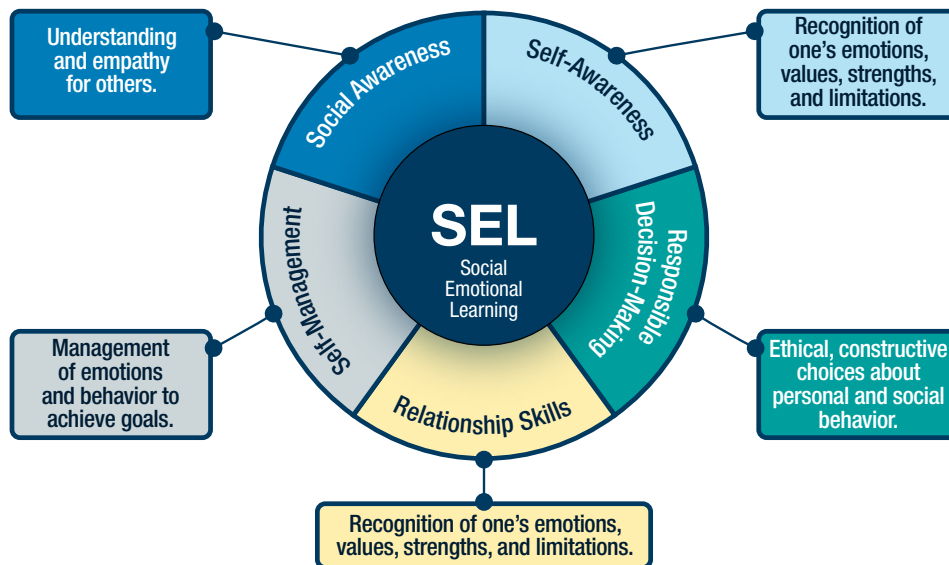 Understanding
and empathy
for others.
Social Awareness
Self-Awareness
Recognition of
one’s emotions,
values, strengths,
and limitations.
SEL
Social
Emotional
Learning
Self-Management
Responsible
Decision-Making
Management
of emotions
and behavior to
achieve goals.
Ethical, constructive
choices about
personal and social
behavior.
Relationship Skills
Recognition of one’s emotions,
values, strengths, and limitations.